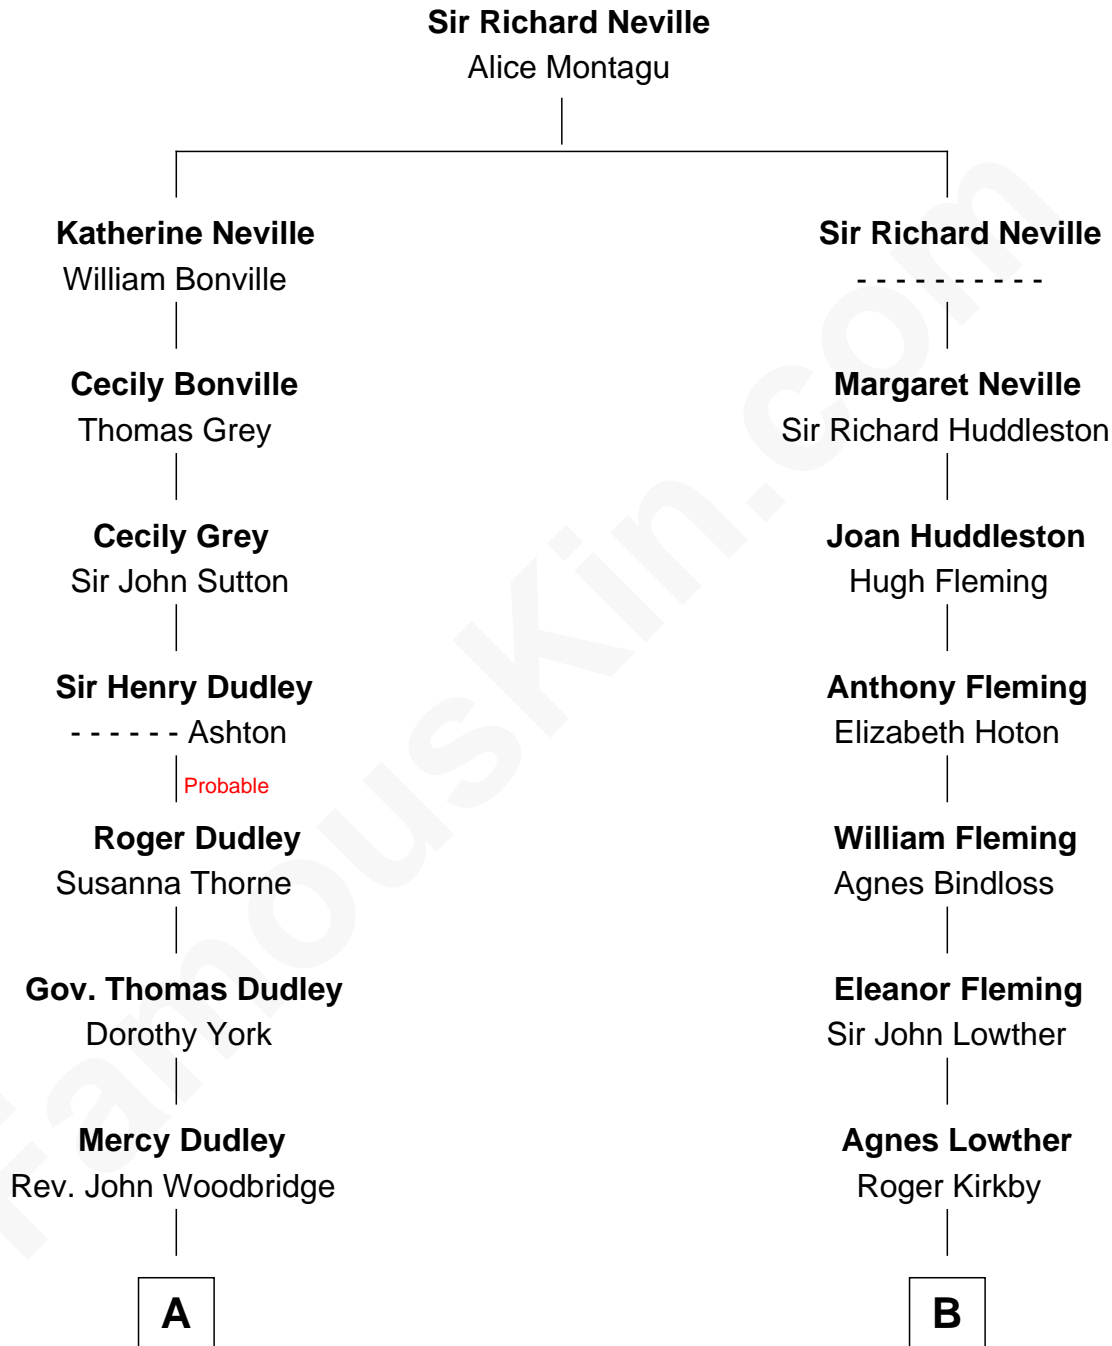 Sir Richard Neville
Alice Montagu
Katherine Neville
William Bonville
Sir Richard Neville
- - - - - - - - - -
Cecily Bonville
Thomas Grey
Margaret Neville
Sir Richard Huddleston
Cecily Grey
Sir John Sutton
Joan Huddleston
Hugh Fleming
Sir Henry Dudley
- - - - - - Ashton
Anthony Fleming
Elizabeth Hoton
Probable
Roger Dudley
Susanna Thorne
William Fleming
Agnes Bindloss
Gov. Thomas Dudley
Dorothy York
Eleanor Fleming
Sir John Lowther
Mercy Dudley
Rev. John Woodbridge
Agnes Lowther
Roger Kirkby
A
B
FamousKin.com